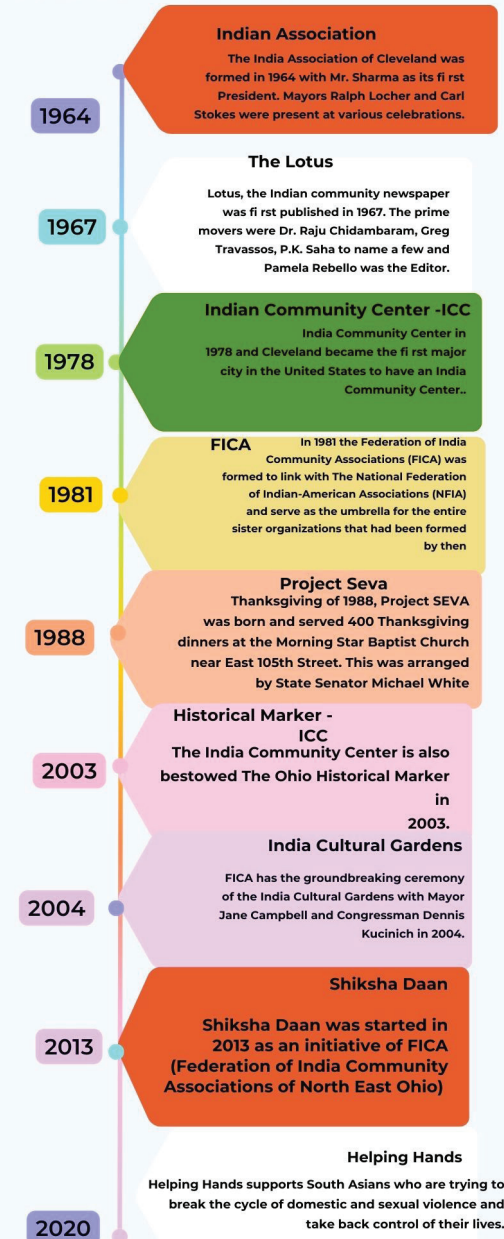 Indian Association
The India Association of Cleveland was
formed in 1964 with Mr. Sharma as its fi rst
President. Mayors Ralph Locher and Carl
Stokes were present at various celebrations.
1964
The Lotus
Lotus, the Indian community newspaper
was fi rst published in 1967. The prime
movers were Dr. Raju Chidambaram, Greg
Travassos, P.K. Saha to name a few and
Pamela Rebello was the Editor.
1967
Indian Community Center -ICC
India Community Center in
1978 and Cleveland became the fi rst major
city in the United States to have an India
Community Center..
1978
FICA
In 1981 the Federation of India
Community Associations (FICA) was
formed to link with The National Federation
of Indian-American Associations (NFIA)
and serve as the umbrella for the entire
sister organizations that had been formed
by then
1981
Project Seva
Thanksgiving of 1988, Project SEVA
was born and served 400 Thanksgiving
dinners at the Morning Star Baptist Church
near East 105th Street. This was arranged
by State Senator Michael White
1988
Historical Marker -
ICC
The India Community Center is also
bestowed The Ohio Historical Marker
in
2003.
2003
India Cultural Gardens
FICA has the groundbreaking ceremony
of the India Cultural Gardens with Mayor
Jane Campbell and Congressman Dennis
Kucinich in 2004.
2004
Shiksha Daan
Shiksha Daan was started in
2013 as an initiative of FICA
(Federation of India Community
Associations of North East Ohio)
2013
Helping Hands
Helping Hands supports South Asians who are trying to
break the cycle of domestic and sexual violence and
take back control of their lives.
2020